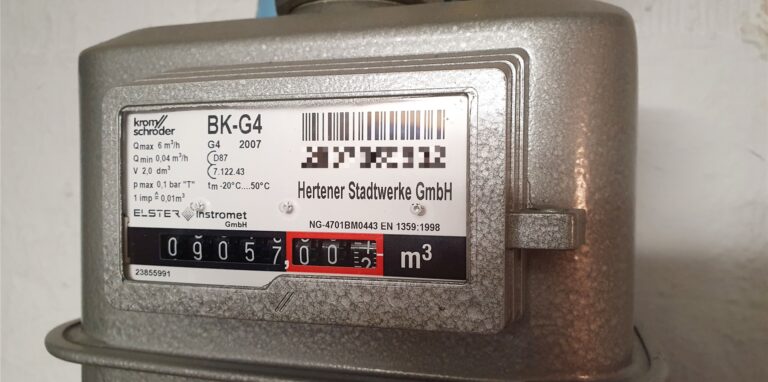 krom//
schröder
BK-G4
Qmax 6 m³/h
G4 2007
Qmin 0,04 m³/h
D87
V 2,0 dm³
7.122.43
p max 0,1 bar "T"
tm -20°C....50°C
1 imp ≙ 0,01m³
Hertener Stadtwerke GmbH
ELSTER Instromet
GmbH
NG-4701BM0443 EN 1359:1998
09057,00 m³
23855991